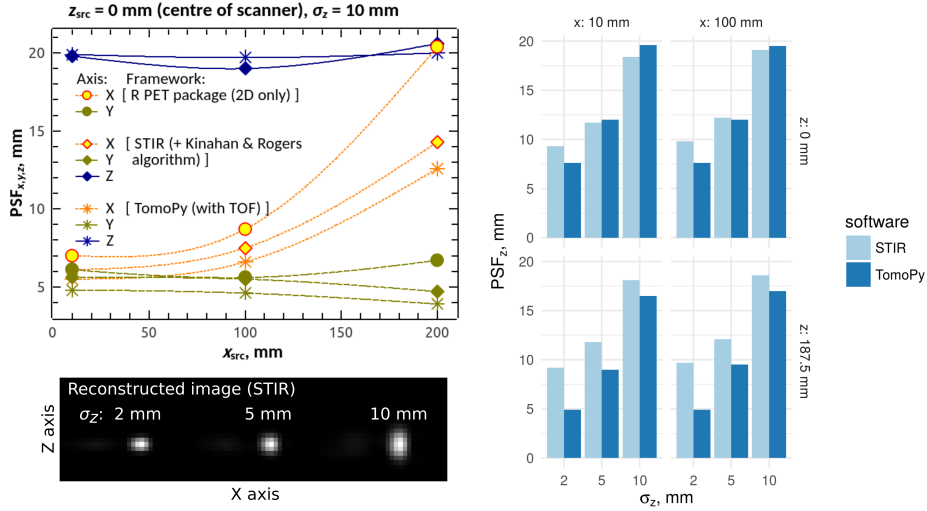 z_src = 0 mm (centre of scanner), σ_z = 10 mm
PSF_x,y,z, mm
20
15
10
5
Axis: Framework:
X [ R PET package (2D only) ]
Y
X [ STIR (+ Kinahan & Rogers
Y algorithm) ]
Z
X [ TomoPy (with TOF) ]
Y
Z
0 50 100 150 200
x_src, mm
Reconstructed image (STIR)
σ_Z: 2 mm 5 mm 10 mm
Z axis
X axis
x: 10 mm x: 100 mm
PSF_z, mm
20
15
10
5
0
z: 0 mm
20
15
10
5
0
z: 187.5 mm
2 5 10 2 5 10
σ_z, mm
software
STIR
TomoPy